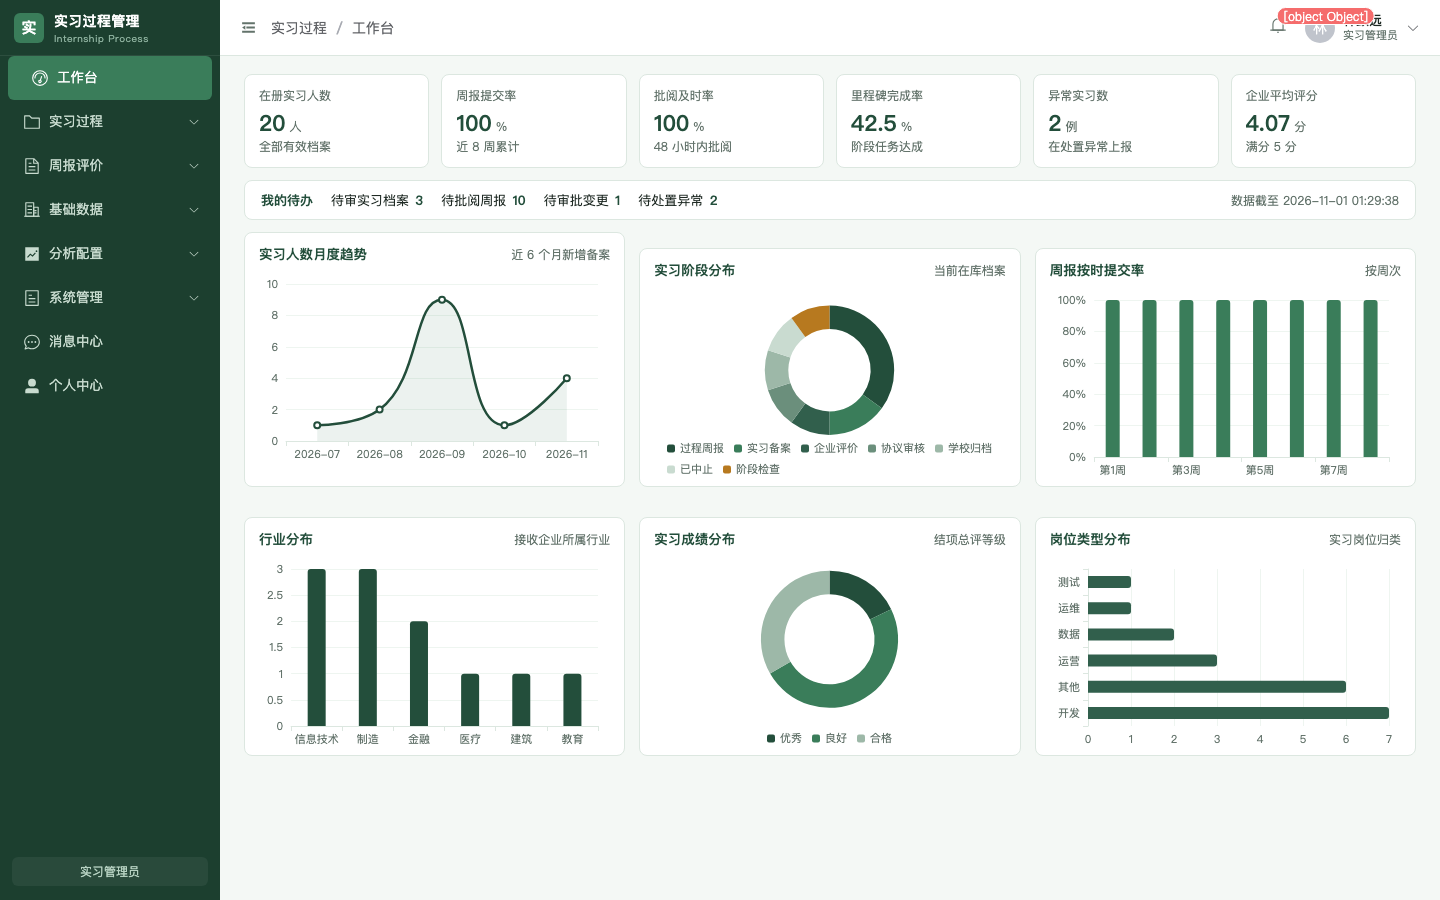 实
实习过程管理
Internship Process
工作台
实习过程
周报评价
基础数据
分析配置
系统管理
消息中心
个人中心
实习管理员
实习过程 / 工作台
[object Object]
林
远
实习管理员
在册实习人数
20 人
全部有效档案
周报提交率
100 %
近 8 周累计
批阅及时率
100 %
48 小时内批阅
里程碑完成率
42.5 %
阶段任务达成
异常实习数
2 例
在处置异常上报
企业平均评分
4.07 分
满分 5 分
我的待办 待审实习档案 3 待批阅周报 10 待审批变更 1 待处置异常 2 数据截至 2026-11-01 01:29:38
实习人数月度趋势 近 6 个月新增备案
10
8
6
4
2
0
2026-07 2026-08 2026-09 2026-10 2026-11
实习阶段分布 当前在库档案
过程周报 实习备案 企业评价 协议审核 学校归档
已中止 阶段检查
周报按时提交率 按周次
100%
80%
60%
40%
20%
0%
第1周 第3周 第5周 第7周
行业分布 接收企业所属行业
3
2.5
2
1.5
1
0.5
0
信息技术 制造 金融 医疗 建筑 教育
实习成绩分布 结项总评等级
优秀 良好 合格
岗位类型分布 实习岗位归类
测试
运维
数据
运营
其他
开发
0 1 2 3 4 5 6 7